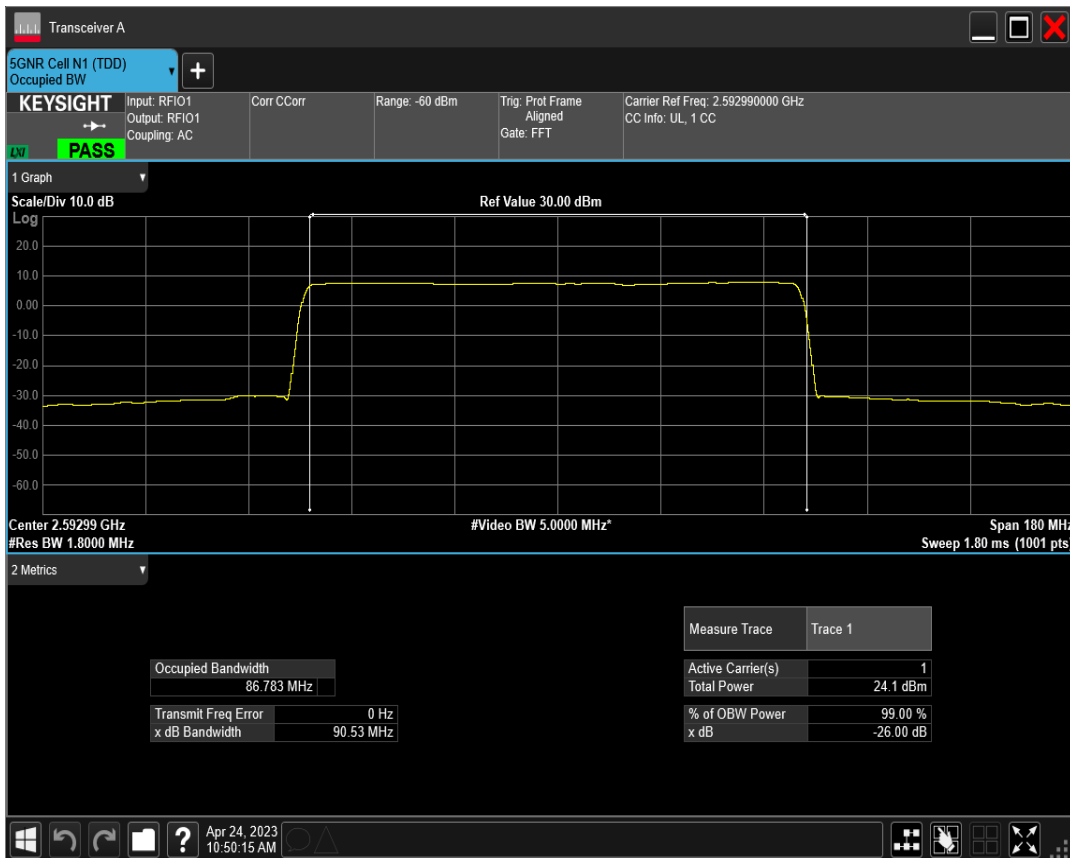 Transceiver A
5GNR Cell N1 (TDD)
Occupied BW
KEYSIGHT
LXI
PASS
Input: RFIO1
Output: RFIO1
Coupling: AC
Corr CCorr
Range: -60 dBm
Trig: Prot Frame
Aligned
Gate: FFT
Carrier Ref Freq: 2.592990000 GHz
CC Info: UL, 1 CC
1 Graph
Scale/Div 10.0 dB
Ref Value 30.00 dBm
Log
20.0
10.0
0.00
-10.0
-20.0
-30.0
-40.0
-50.0
-60.0
Center 2.59299 GHz
#Video BW 5.0000 MHz*
Span 180 MHz
#Res BW 1.8000 MHz
Sweep 1.80 ms (1001 pts)
2 Metrics
Measure Trace Trace 1
Occupied Bandwidth
86.783 MHz
Active Carrier(s) 1
Total Power 24.1 dBm
Transmit Freq Error 0 Hz
x dB Bandwidth 90.53 MHz
% of OBW Power 99.00 %
x dB -26.00 dB
Apr 24, 2023
10:50:15 AM